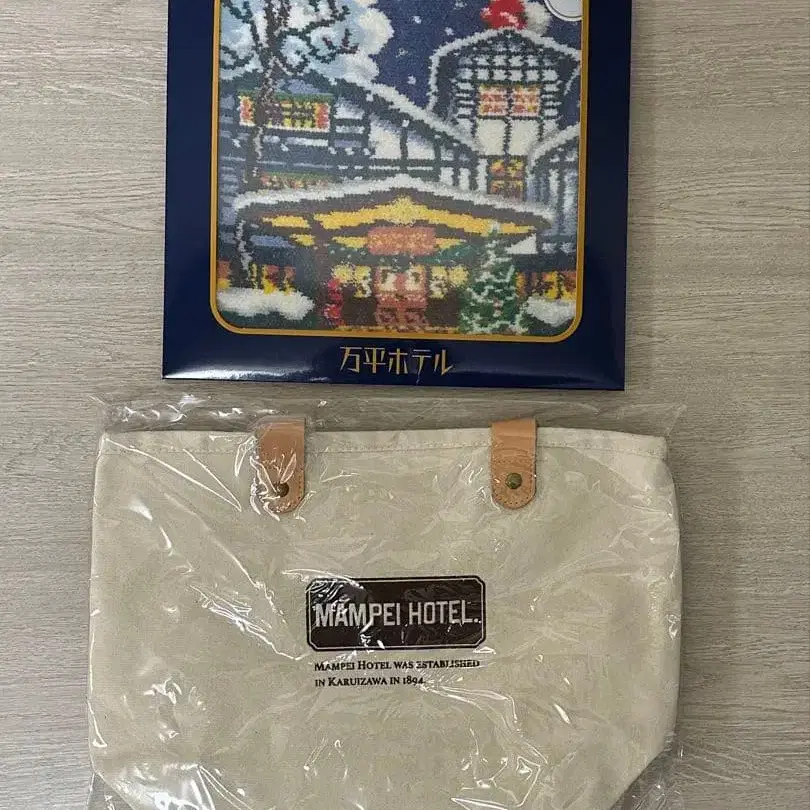 万平ホテル
MAMPEI HOTEL.
MAMPEI HOTEL WAS ESTABLISHED
IN KARUIZAWA IN 1894